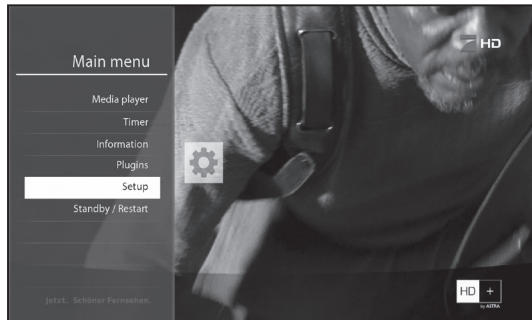 HD
Main menu
Media player
Timer
Information
Plugins
Setup
Standby / Restart
Jetzt. Schöner Fernsehen.
HD +
by ASTRA